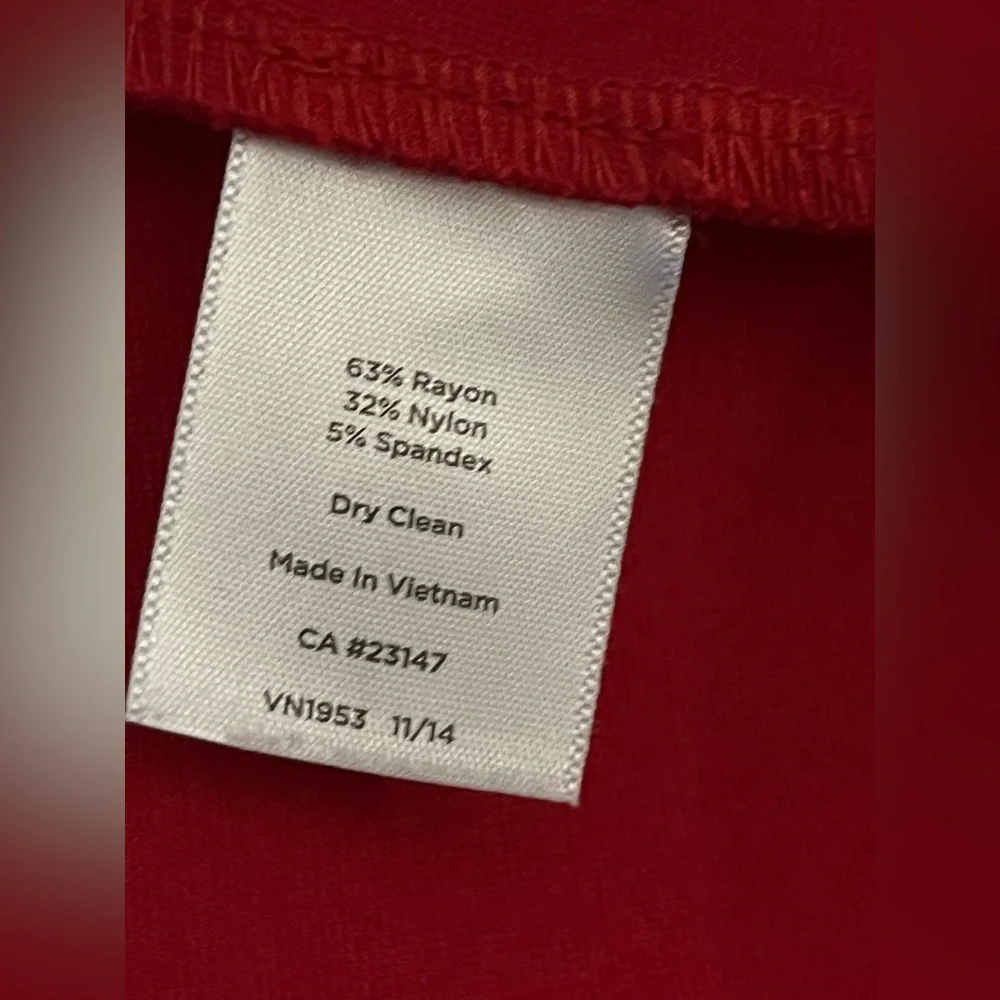 63% Rayon
32% Nylon
5% Spandex
Dry Clean
Made In Vietnam
CA #23147
VN1953 11/14